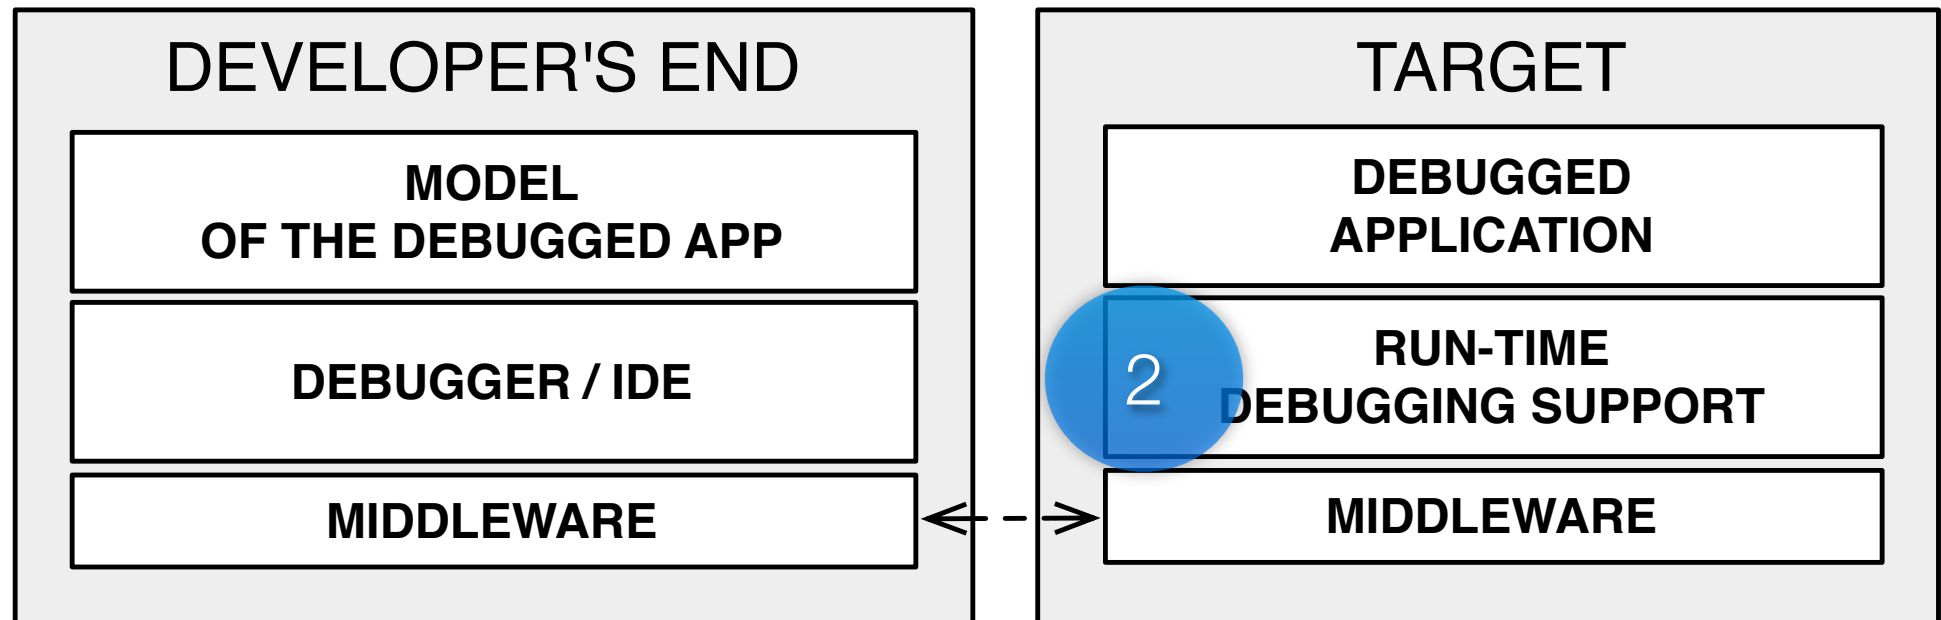 DEVELOPER'S END
MODEL
OF THE DEBUGGED APP
DEBUGGER / IDE
MIDDLEWARE
TARGET
DEBUGGED
APPLICATION
2
RUN-TIME
DEBUGGING SUPPORT
MIDDLEWARE